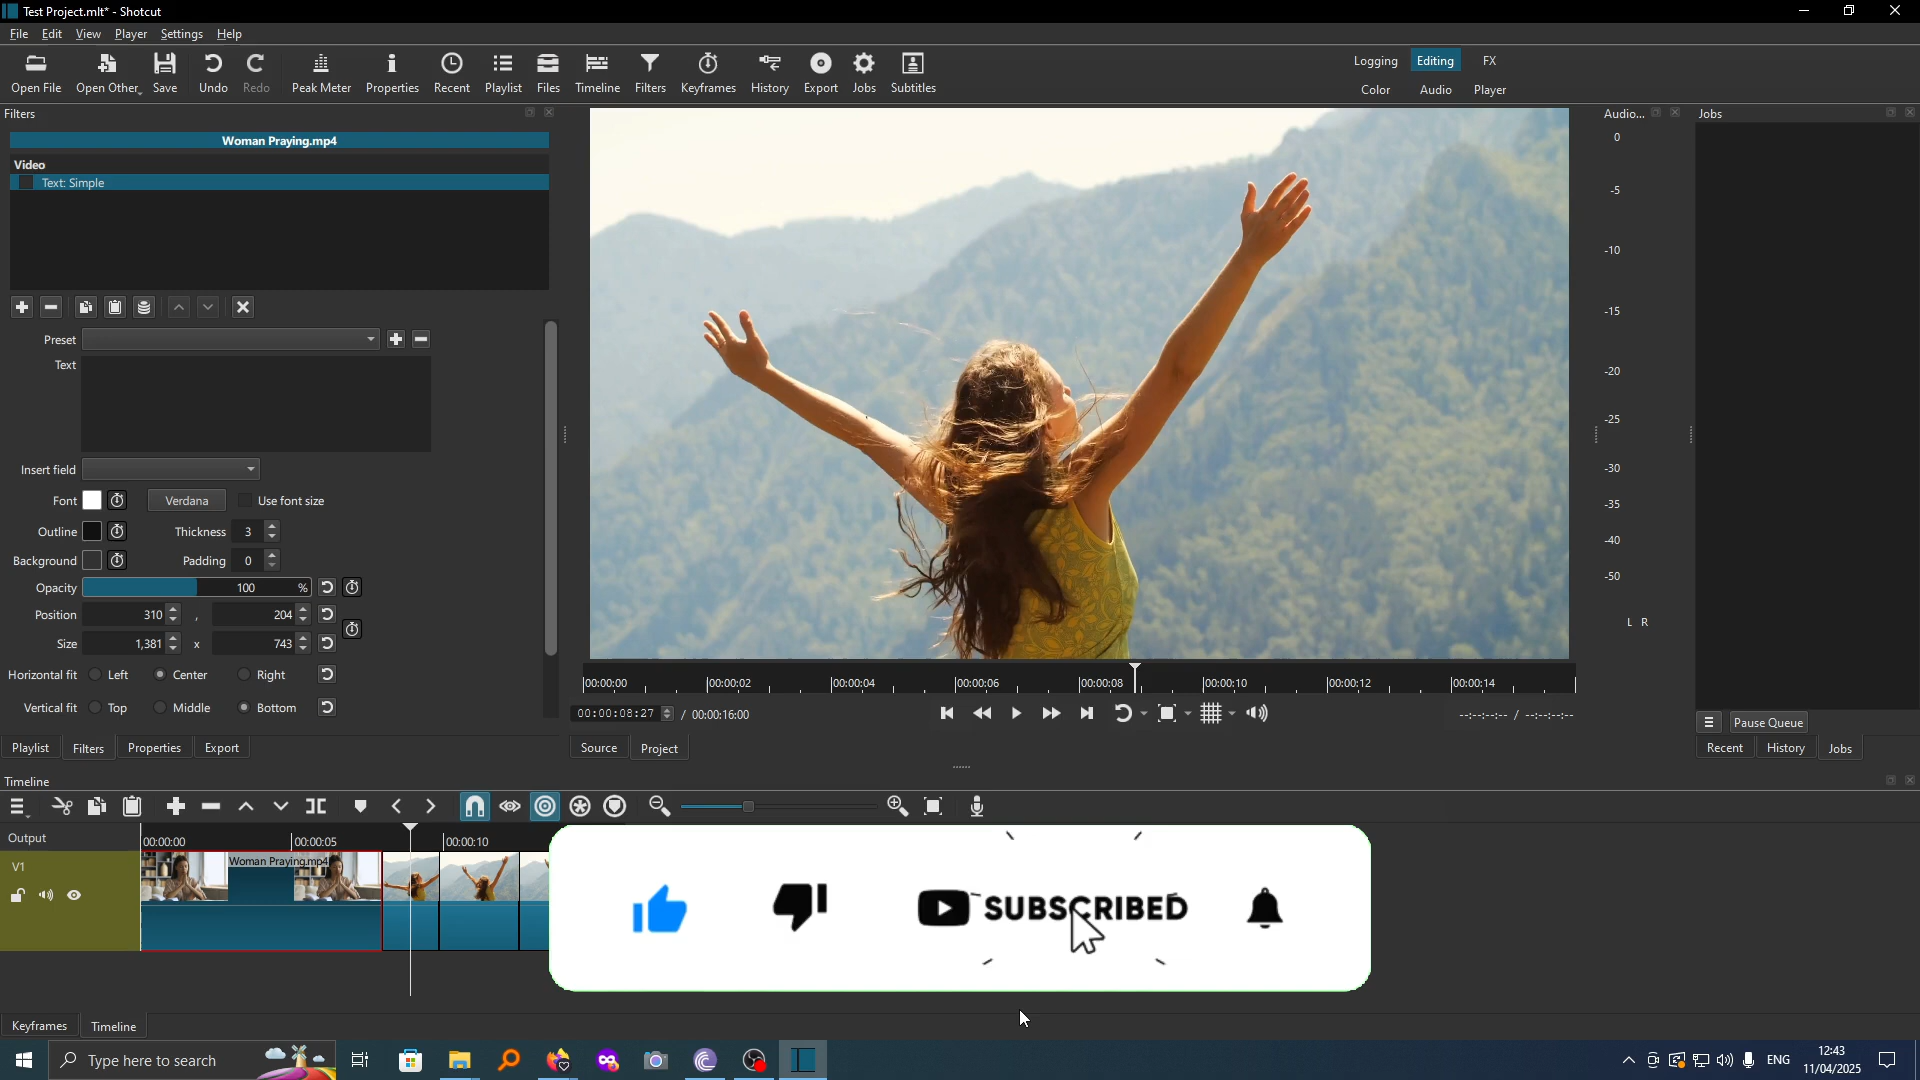 Test Project.mlt* - Shotcut
File Edit View Player Settings Help
Open File Open Other Save Undo Redo Peak Meter Properties Recent Playlist Files Timeline Filters Keyframes History Export Jobs Subtitles
Logging Editing FX
Color Audio Player
Filters
Woman Praying.mp4
Video
Text: Simple
Preset
Text
Insert field
Font Verdana Use font size
Outline Thickness 3
Background Padding 0
Opacity 100 %
Position 310 , 204
Size 1,381 x 743
Horizontal fit Left Center Right
Vertical fit Top Middle Bottom
Playlist Filters Properties Export
00:00:00 00:00:02 00:00:04 00:00:06 00:00:08 00:00:10 00:00:12 00:00:14
00:00:08:27 / 00:00:16:00
--:--:--:-- / --:--:--:--
Source Project
Audio...
0
-5
-10
-15
-20
-25
-30
-35
-40
-50
L R
Jobs
Pause Queue
Recent History Jobs
Timeline
Output
00:00:00 00:00:05 00:00:10
V1
Woman Praying.mp4
SUBSCRIBED
Keyframes Timeline
Type here to search
ENG
12:43
11/04/2025